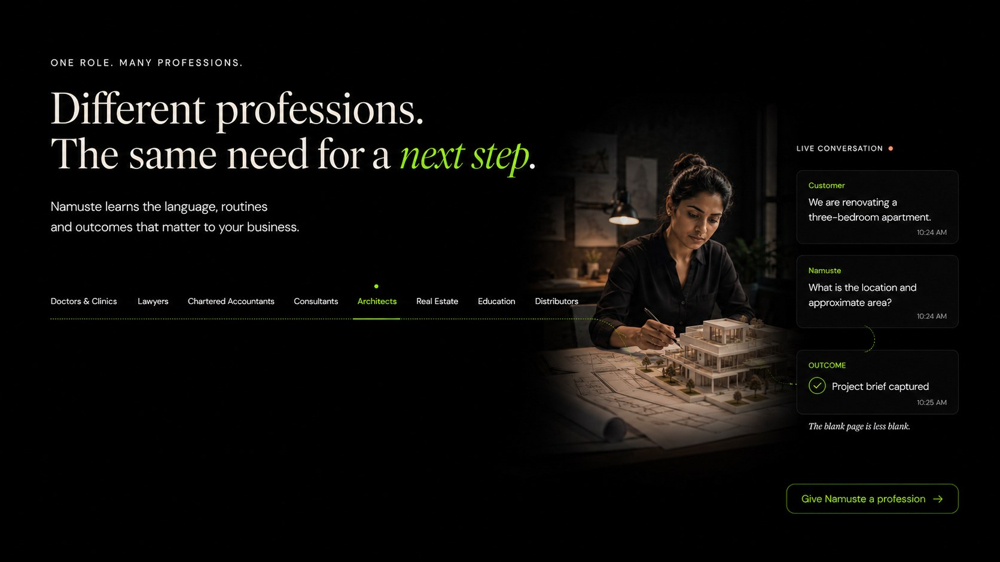 ONE ROLE. MANY PROFESSIONS.
Different professions.
The same need for a next step.
Namuste learns the language, routines
and outcomes that matter to your business.
Doctors & Clinics
Lawyers
Chartered Accountants
Consultants
Architects
Real Estate
Education
Distributors
LIVE CONVERSATION
Customer
We are renovating a
three-bedroom apartment.
10:24 AM
Namuste
What is the location and
approximate area?
10:24 AM
OUTCOME
Project brief captured
10:25 AM
The blank page is less blank.
Give Namuste a profession →